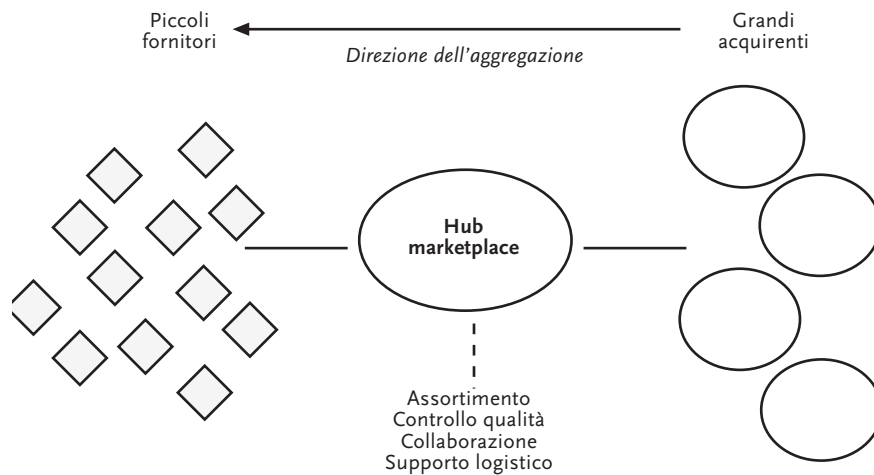 Piccoli
fornitori
Direzione dell'aggregazione
Grandi
acquirenti
Hub
marketplace
Assortimento
Controllo qualità
Collaborazione
Supporto logistico